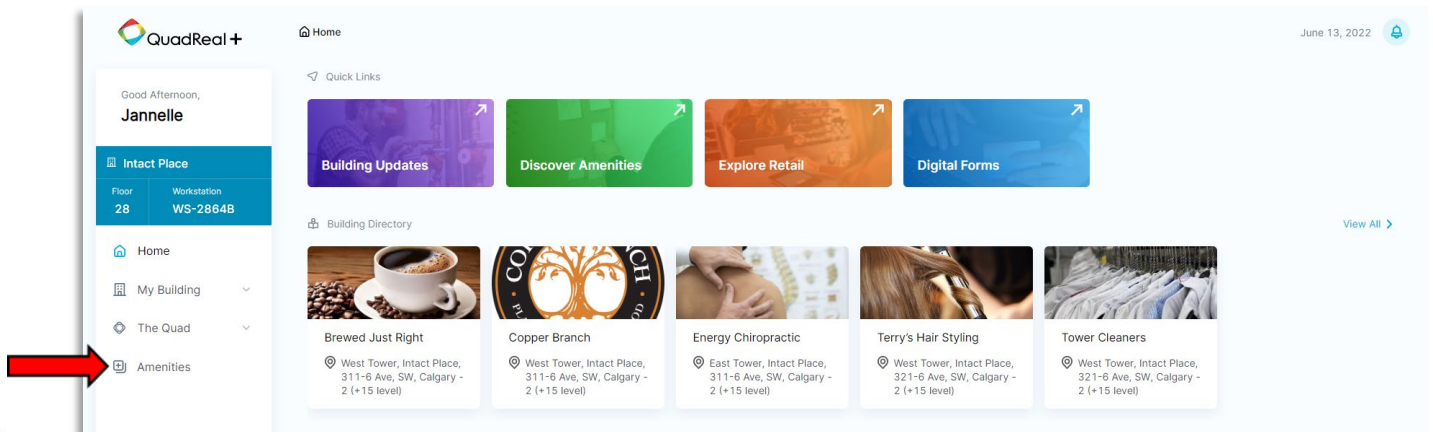 QuadReal +
Home
June 13, 2022
Good Afternoon,
Jannelle
Intact Place
Floor
Workstation
28
WS-2864B
Home
My Building
The Quad
Amenities
Quick Links
Building Updates
Discover Amenities
Explore Retail
Digital Forms
Building Directory
View All
Brewed Just Right
West Tower, Intact Place,
311-6 Ave, SW, Calgary -
2 (+15 level)
Copper Branch
West Tower, Intact Place,
311-6 Ave, SW, Calgary -
2 (+15 level)
Energy Chiropractic
East Tower, Intact Place,
311-6 Ave, SW, Calgary -
2 (+15 level)
Terry's Hair Styling
West Tower, Intact Place,
321-6 Ave, SW, Calgary -
2 (+15 level)
Tower Cleaners
West Tower, Intact Place,
321-6 Ave, SW, Calgary -
2 (+15 level)